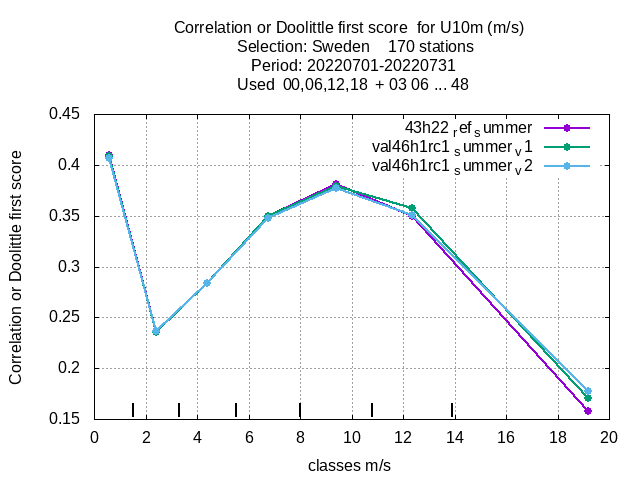 Correlation or Doolittle first score  for U10m (m/s)
Selection: Sweden    170 stations
Period: 20220701-20220731
Used  00,06,12,18  + 03 06 ... 48
43h22 ref summer
val46h1rc1 summer v1
val46h1rc1 summer v2
Correlation or Doolittle first score
0.45
0.4
0.35
0.3
0.25
0.2
0.15
0 2 4 6 8 10 12 14 16 18 20
classes m/s